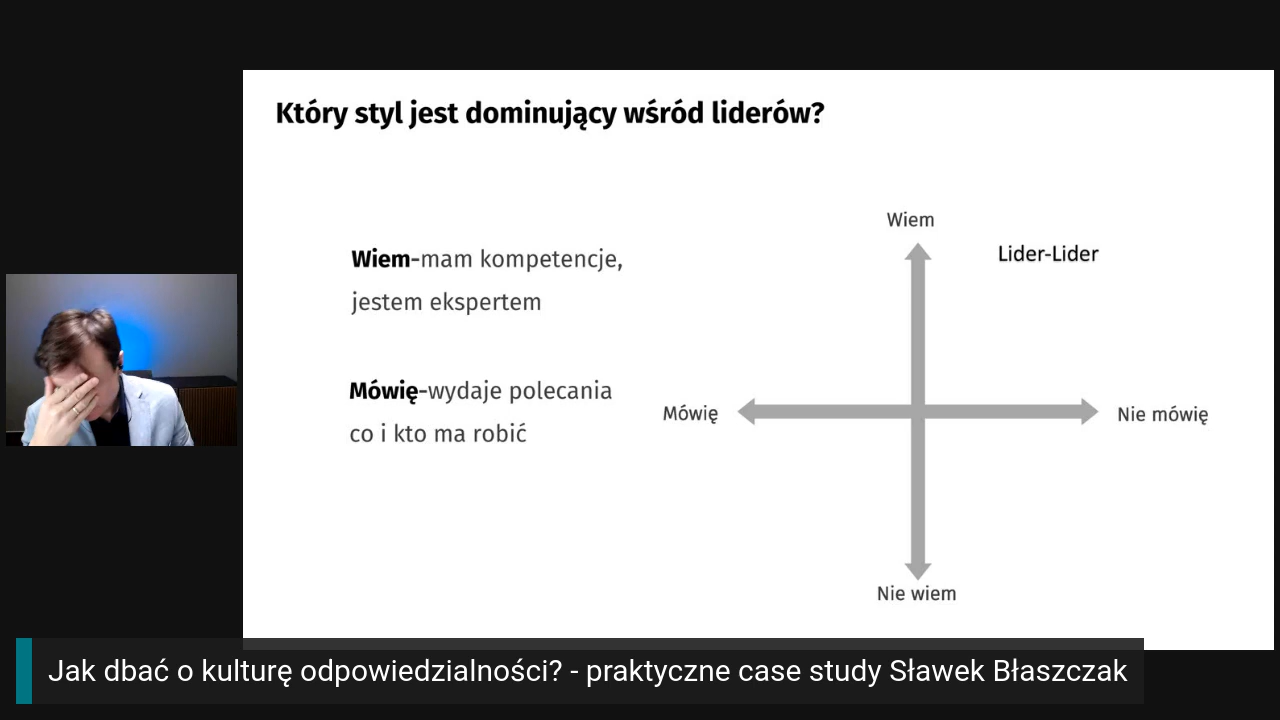 Który styl jest dominujący wśród liderów?
Wiem-mam kompetencje,
jestem ekspertem
Mówię-wydaje polecania
co i kto ma robić
Wiem
Lider-Lider
Mówię
Nie mówię
Nie wiem
Jak dbać o kulturę odpowiedzialności? - praktyczne case study Sławek Błaszczak